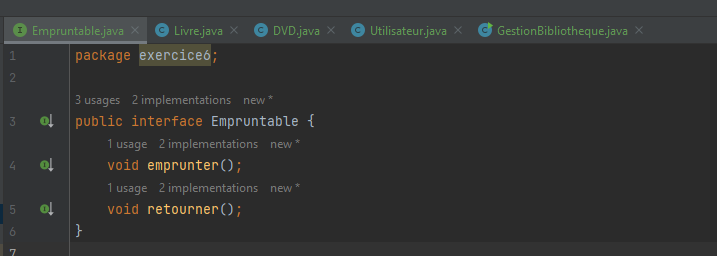 Empruntable.java × Livre.java × DVD.java × Utilisateur.java × GestionBibliotheque.java ×
1 package exercice6;
2
3 usages 2 implementations new *
3 public interface Empruntable {
1 usage 2 implementations new *
4 void emprunter();
1 usage 2 implementations new *
5 void retourner();
6 }
7